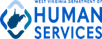 WEST VIRGINIA DEPARTMENT OF
HUMAN
SERVICES